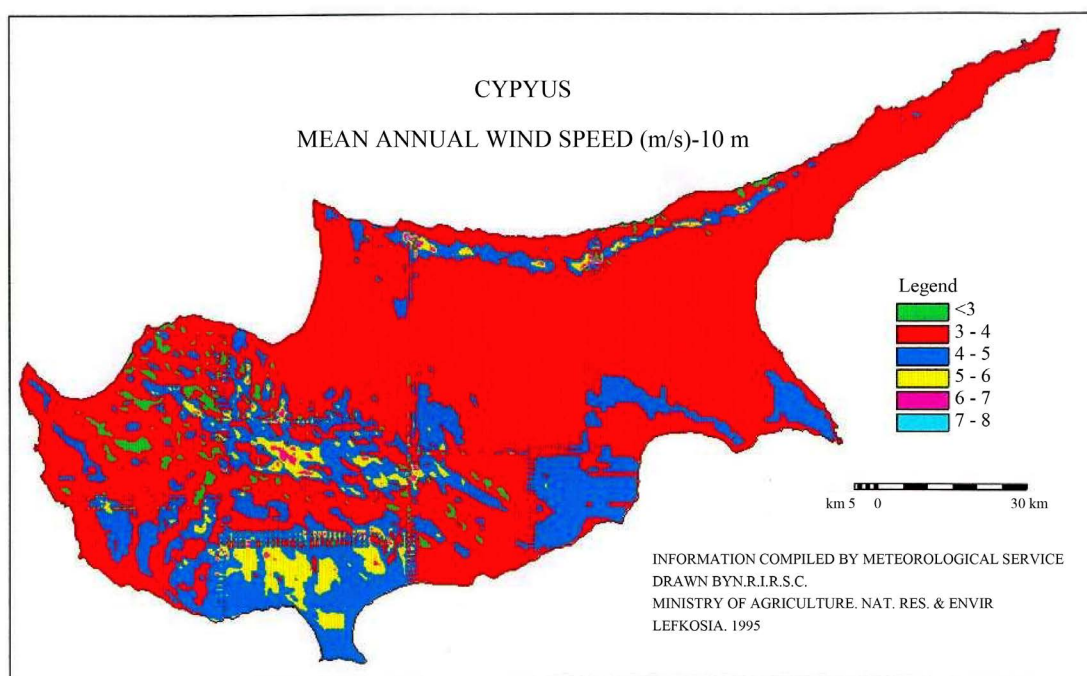 CYPYUS
MEAN ANNUAL WIND SPEED (m/s)-10 m
Legend
<3
3 - 4
4 - 5
5 - 6
6 - 7
7 - 8
km 5 0 30 km
INFORMATION COMPILED BY METEOROLOGICAL SERVICE
DRAWN BYN.R.I.R.S.C.
MINISTRY OF AGRICULTURE. NAT. RES. & ENVIR
LEFKOSIA. 1995